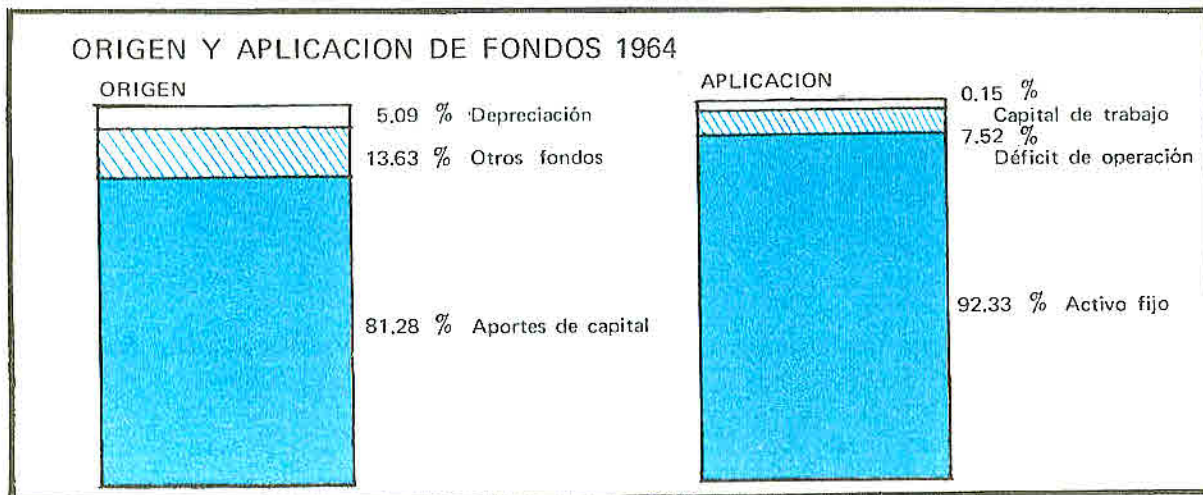 ORIGEN Y APLICACION DE FONDOS 1964
ORIGEN
5.09 % Depreciación
13.63 % Otros fondos
81.28 % Aportes de capital
APLICACION
0.15 %
Capital de trabajo
7.52 %
Déficit de operación
92.33 % Activo fijo